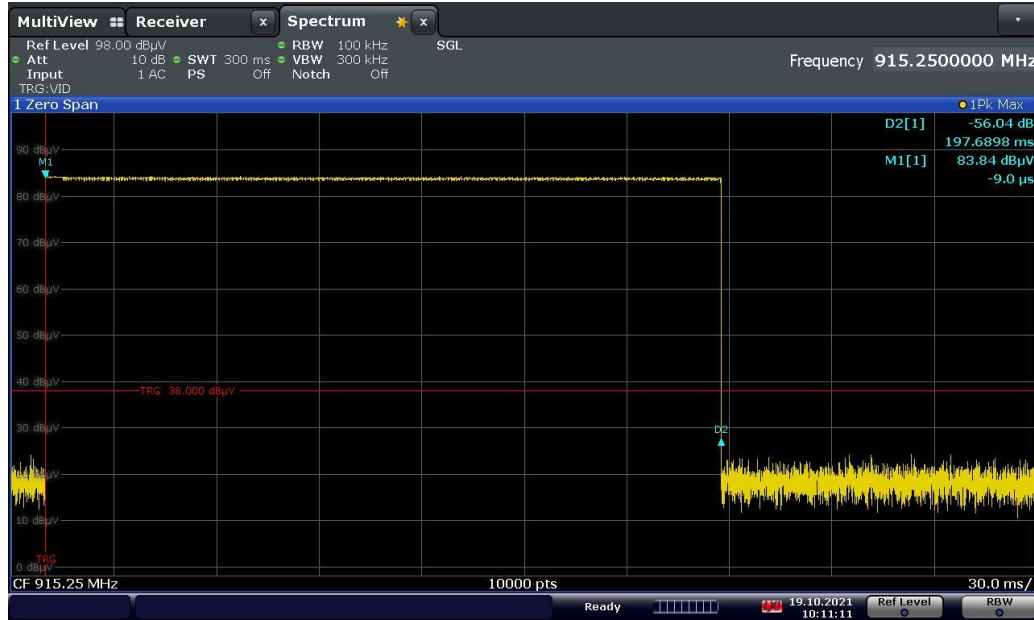 MultiView Receiver x Spectrum x
Ref Level 98.00 dBµV RBW 100 kHz SGL
Att 10 dB SWT 300 ms VBW 300 kHz
Input 1 AC PS Off Notch Off
TRG:VID
Frequency 915.2500000 MHz
1 Zero Span 1Pk Max
D2[1] -56.04 dB
197.6898 ms
M1[1] 83.84 dBµV
-9.0 µs
90 dBµV
M1
80 dBµV
70 dBµV
60 dBµV
50 dBµV
40 dBµV
TRG 38.000 dBµV
30 dBµV
D2
10 dBµV
TRG
0 dBµV
CF 915.25 MHz 10000 pts 30.0 ms/
Ready 19.10.2021 Ref Level RBW
10:11:11